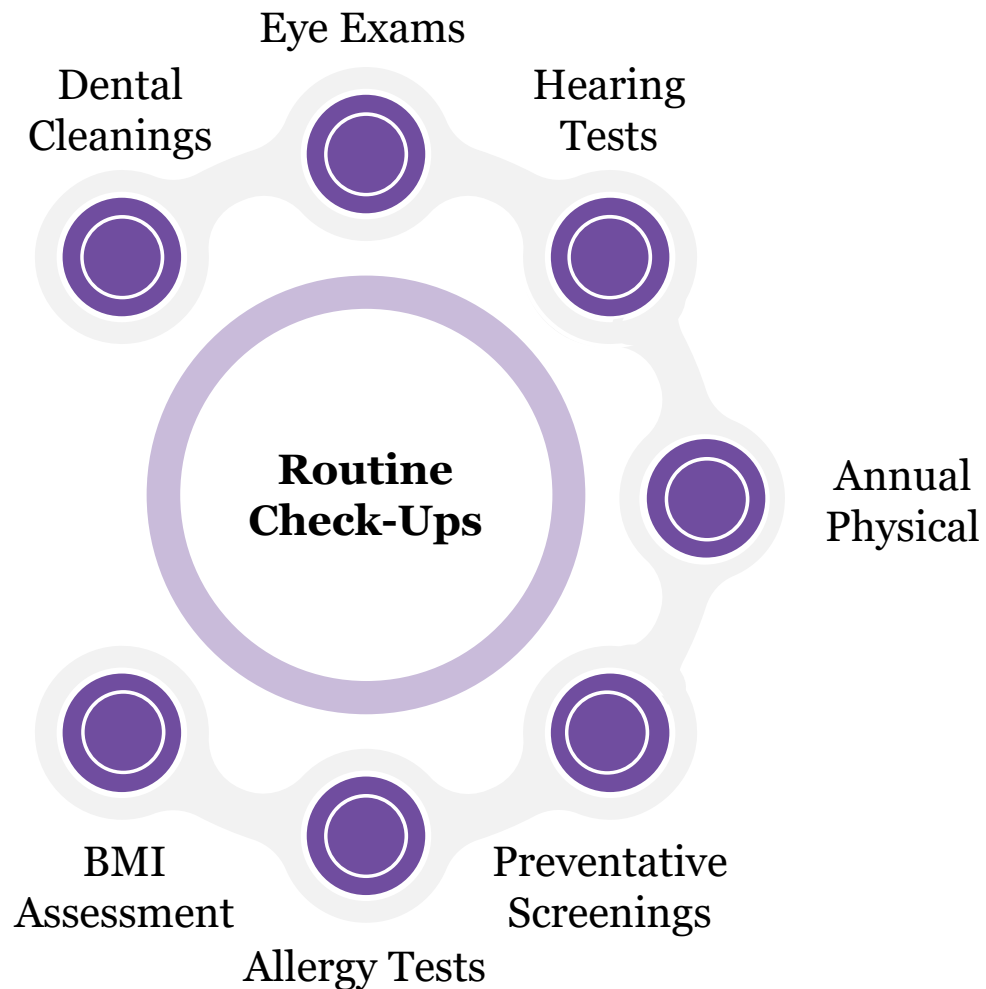 Eye Exams
Dental
Cleanings
Hearing
Tests
Annual
Physical
Routine
Check-Ups
BMI
Assessment
Preventative
Screenings
Allergy Tests